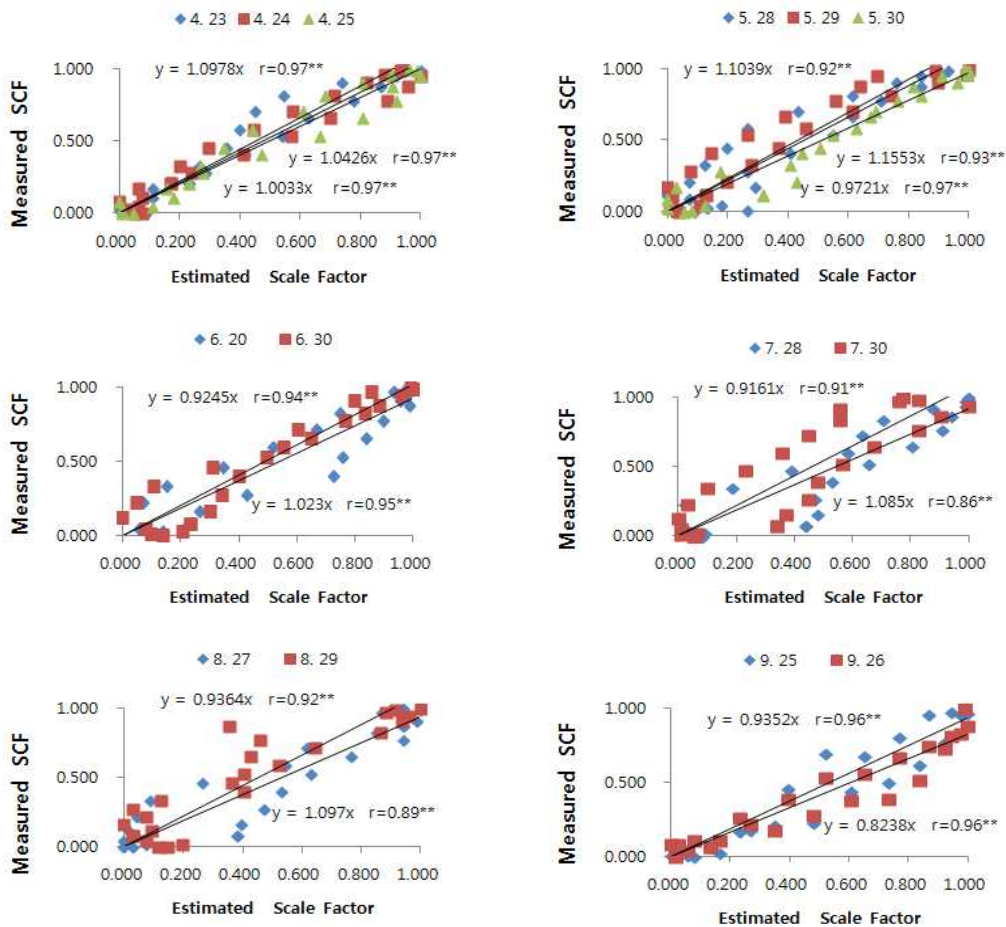 4. 23 4. 24 4. 25
1.000
y = 1.0978x r=0.97**
0.500
y = 1.0426x r=0.97**
y = 1.0033x r=0.97**
0.000
0.000 0.200 0.400 0.600 0.800 1.000
Measured SCF
Estimated Scale Factor
5. 28 5. 29 5. 30
1.000
y = 1.1039x r=0.92**
0.500
y = 1.1553x r=0.93**
y = 0.9721x r=0.97**
0.000
0.000 0.200 0.400 0.600 0.800 1.000
Measured SCF
Estimated Scale Factor
6. 20 6. 30
1.000
y = 0.9245x r=0.94**
0.500
y = 1.023x r=0.95**
0.000
0.000 0.200 0.400 0.600 0.800 1.000
Measured SCF
Estimated Scale Factor
7. 28 7. 30
1.000
y = 0.9161x r=0.91**
0.500
y = 1.085x r=0.86**
0.000
0.000 0.200 0.400 0.600 0.800 1.000
Measured SCF
Estimated Scale Factor
8. 27 8. 29
y = 0.9364x r=0.92**
1.000
0.500
y = 1.097x r=0.89**
0.000
0.000 0.200 0.400 0.600 0.800 1.000
Measured SCF
Estimated Scale Factor
9. 25 9. 26
1.000
y = 0.9352x r=0.96**
0.500
y = 0.8238x r=0.96**
0.000
0.000 0.200 0.400 0.600 0.800 1.000
Measured SCF
Estimated Scale Factor